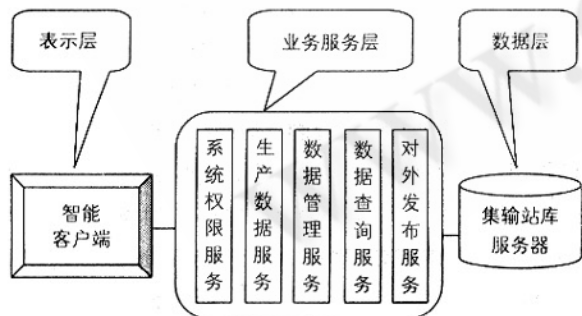 表示层
业务服务层
数据层
智能
客户端
系统权限服务
生产数据服务
数据管理服务
数据查询服务
对外发布服务
集输站库
服务器